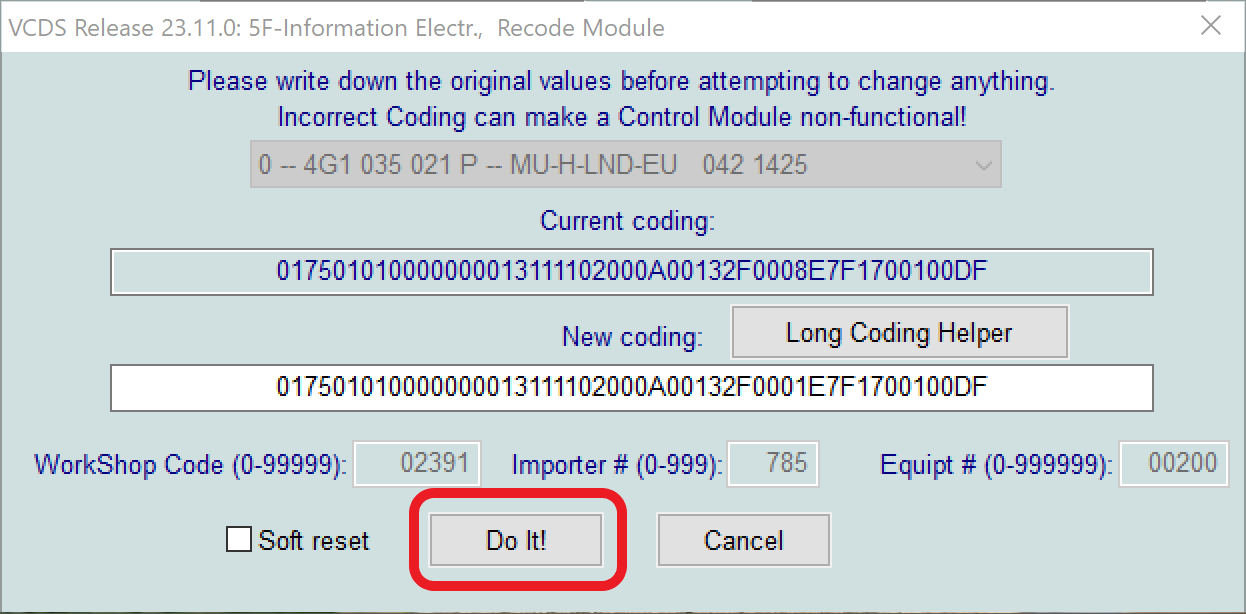 VCDS Release 23.11.0: 5F-Information Electr.,  Recode Module
Please write down the original values before attempting to change anything.
Incorrect Coding can make a Control Module non-functional!
0 -- 4G1 035 021 P -- MU-H-LND-EU   042 1425
Current coding:
0175010100000000013111102000A00132F0008E7F1700100DF
New coding:
Long Coding Helper
0175010100000000013111102000A00132F0001E7F1700100DF
WorkShop Code (0-99999): 02391 Importer # (0-999): 785 Equipt # (0-999999): 00200
Soft reset Do It! Cancel